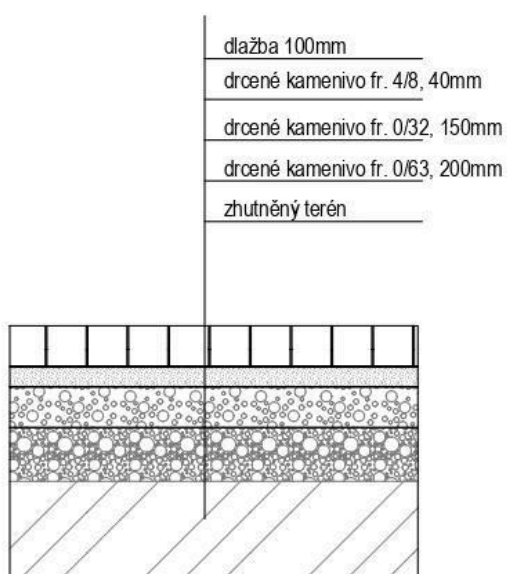 dlažba 100mm
drcené kamenivo fr. 4/8, 40mm
drcené kamenivo fr. 0/32, 150mm
drcené kamenivo fr. 0/63, 200mm
zhutněný terén